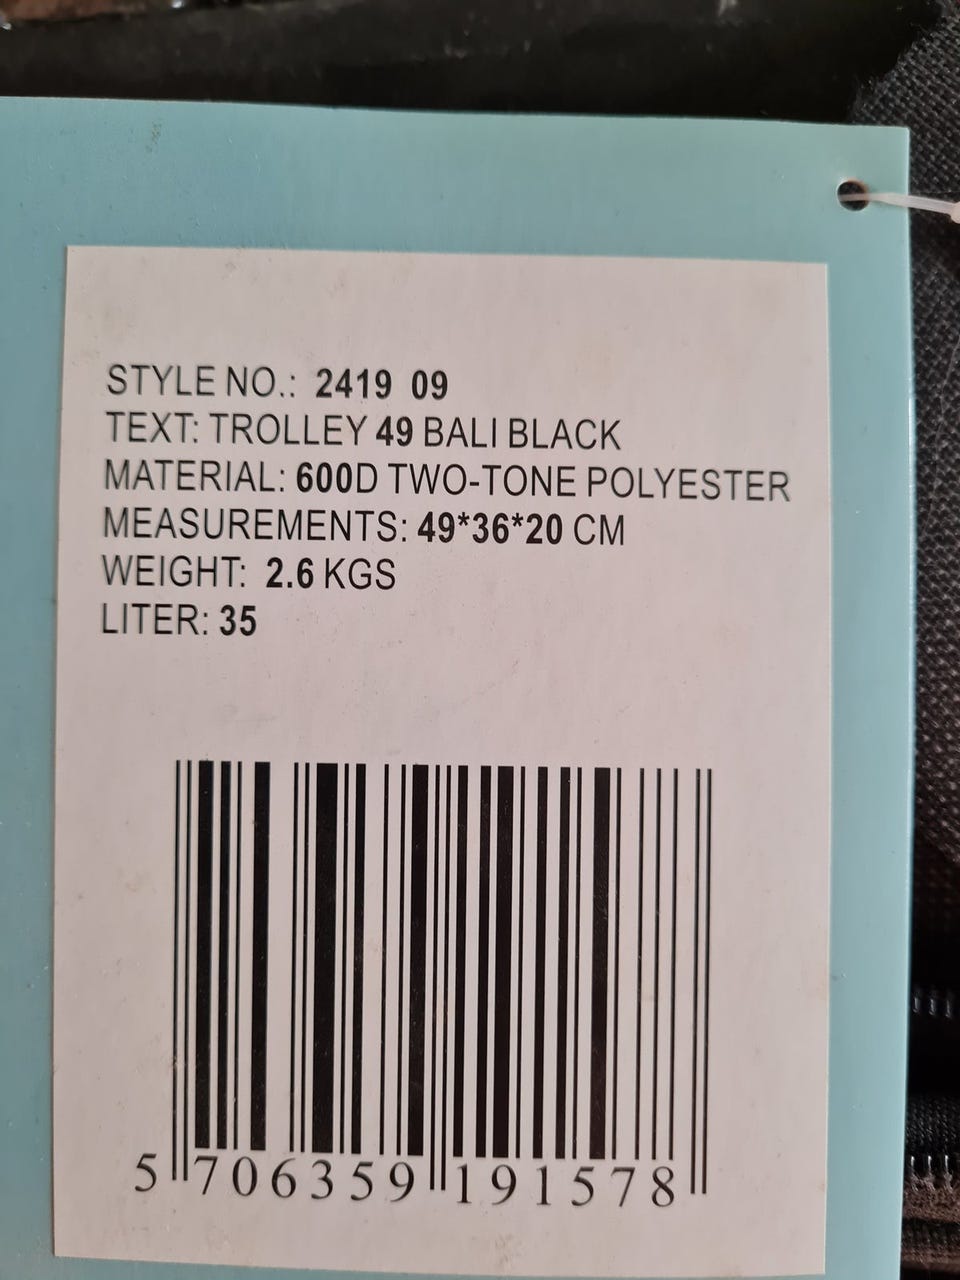 STYLE NO.: 2419 09
TEXT: TROLLEY 49 BALI BLACK
MATERIAL: 600D TWO-TONE POLYESTER
MEASUREMENTS: 49*36*20 CM
WEIGHT: 2.6 KGS
LITER: 35
5 706359 191578